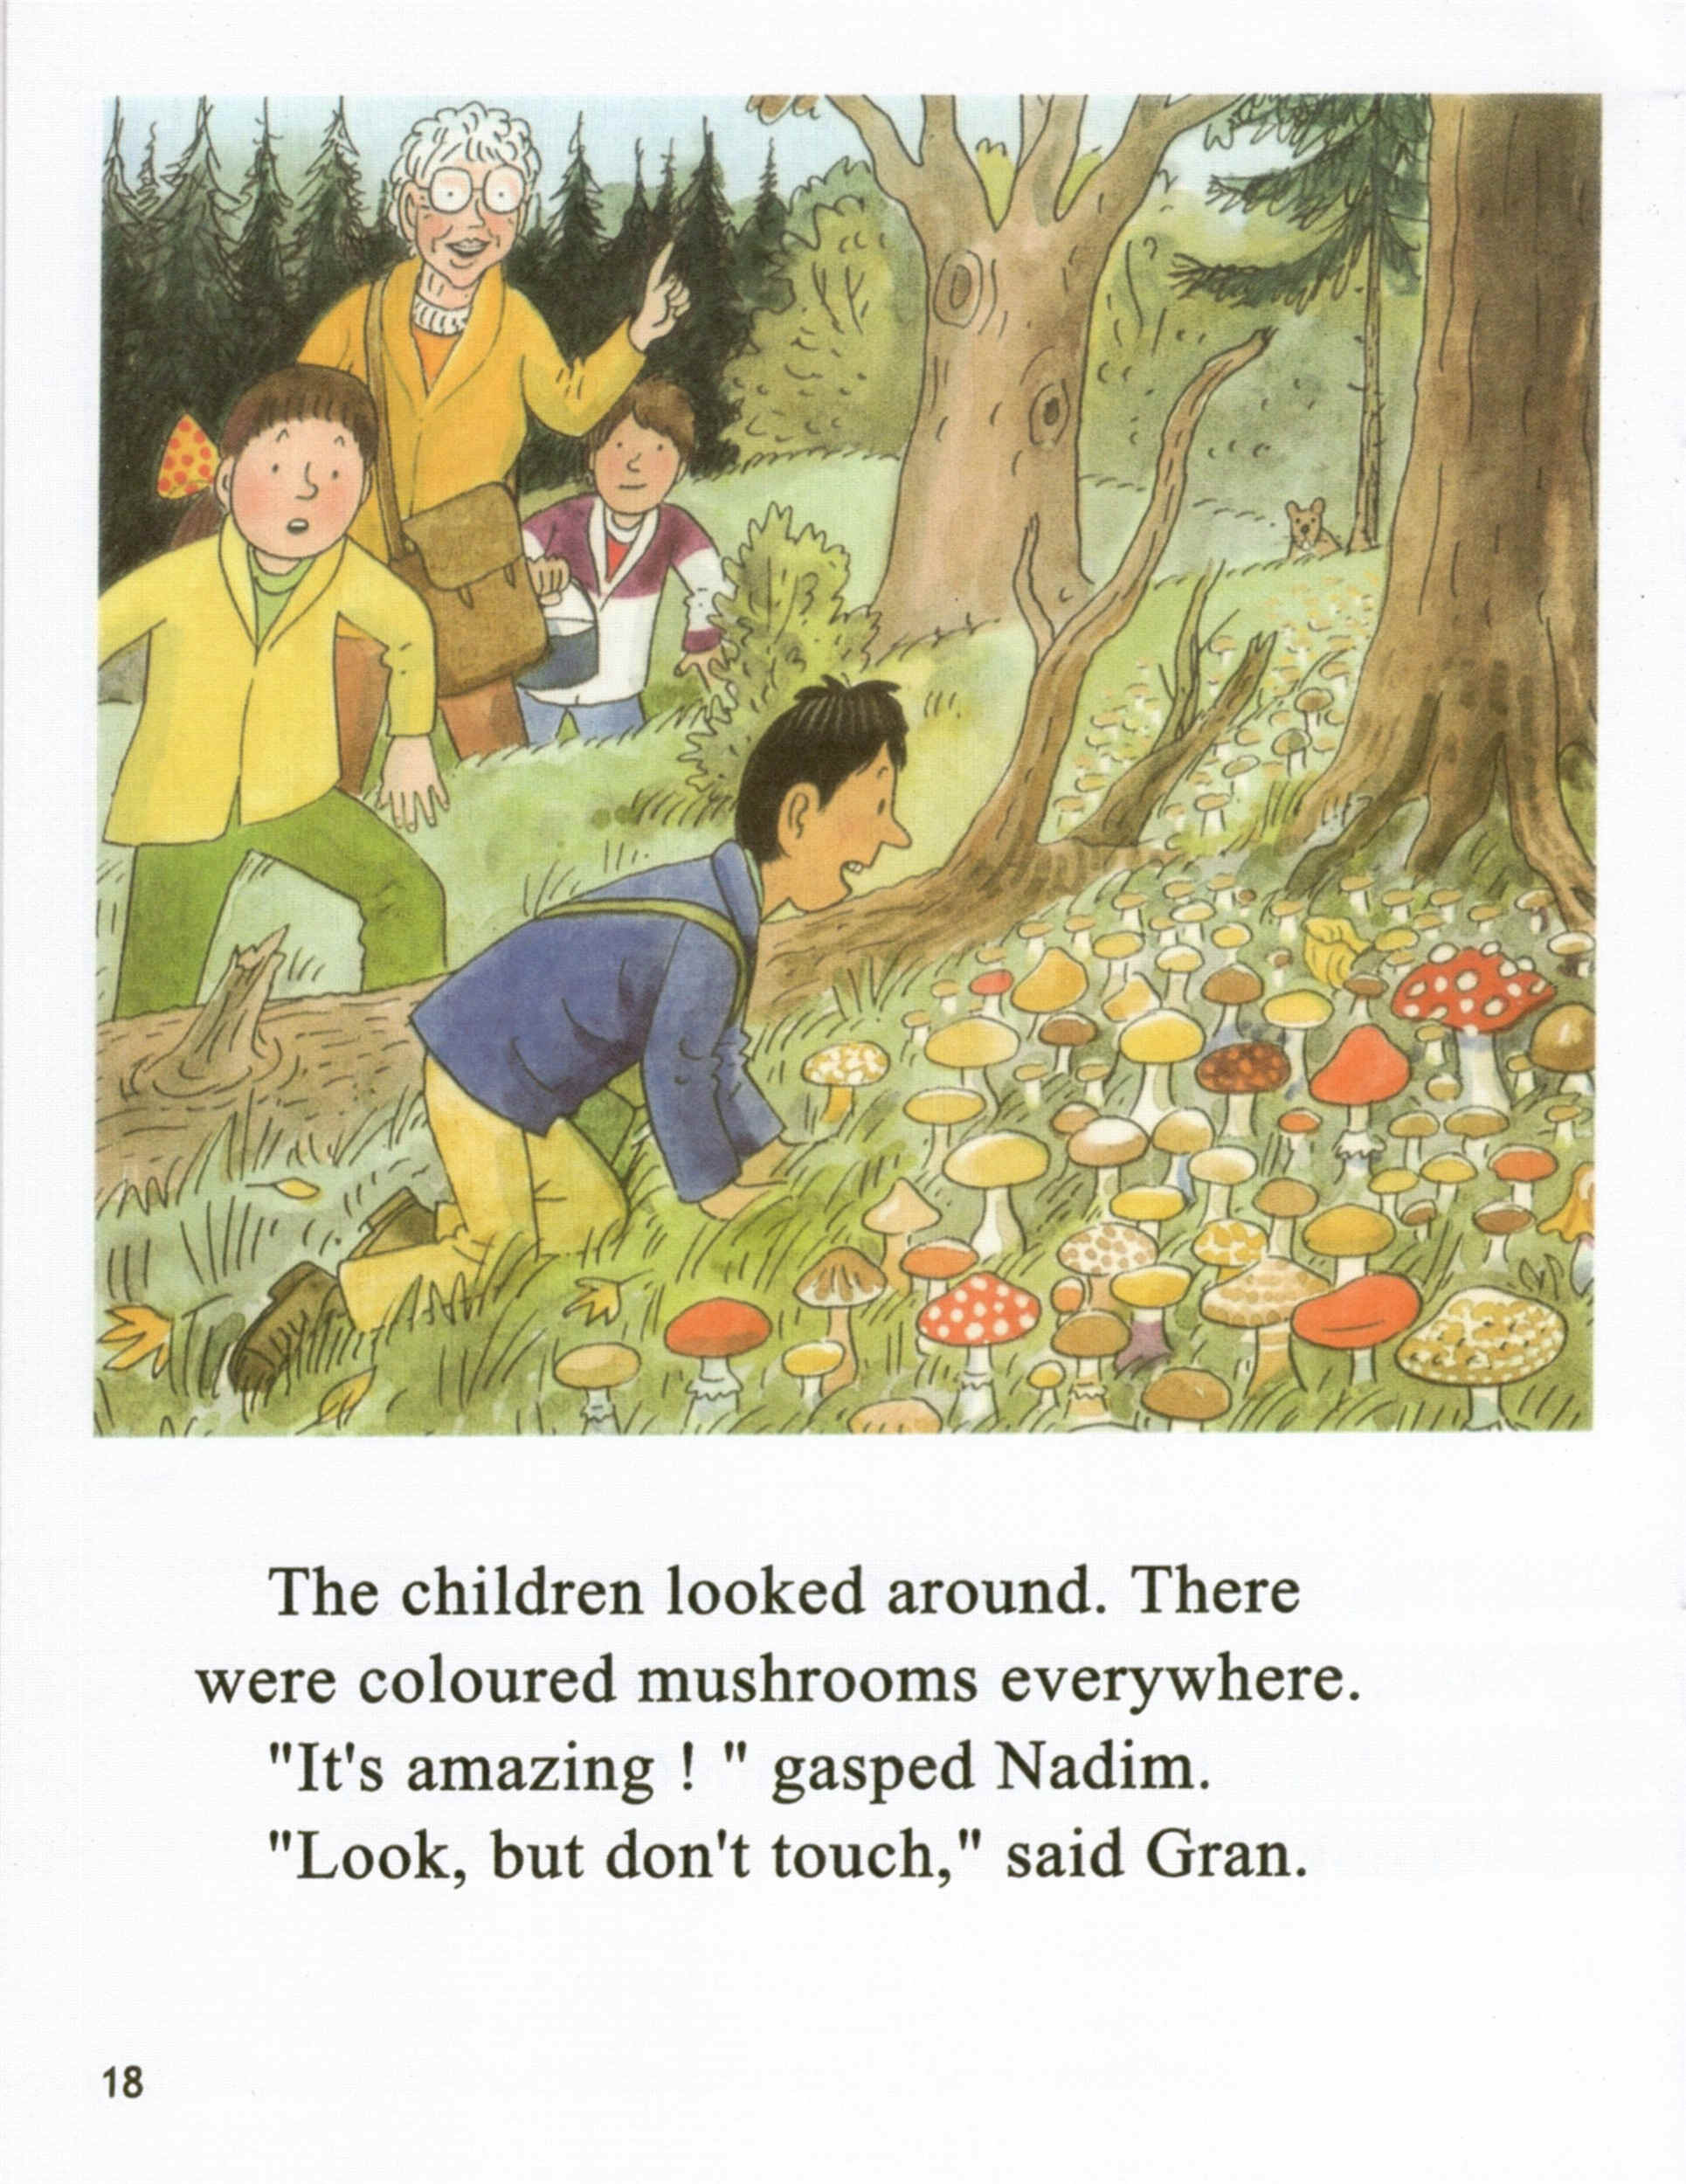 The children looked around. There
were coloured mushrooms everywhere.
"It's amazing ! " gasped Nadim.
"Look, but don't touch," said Gran.
18